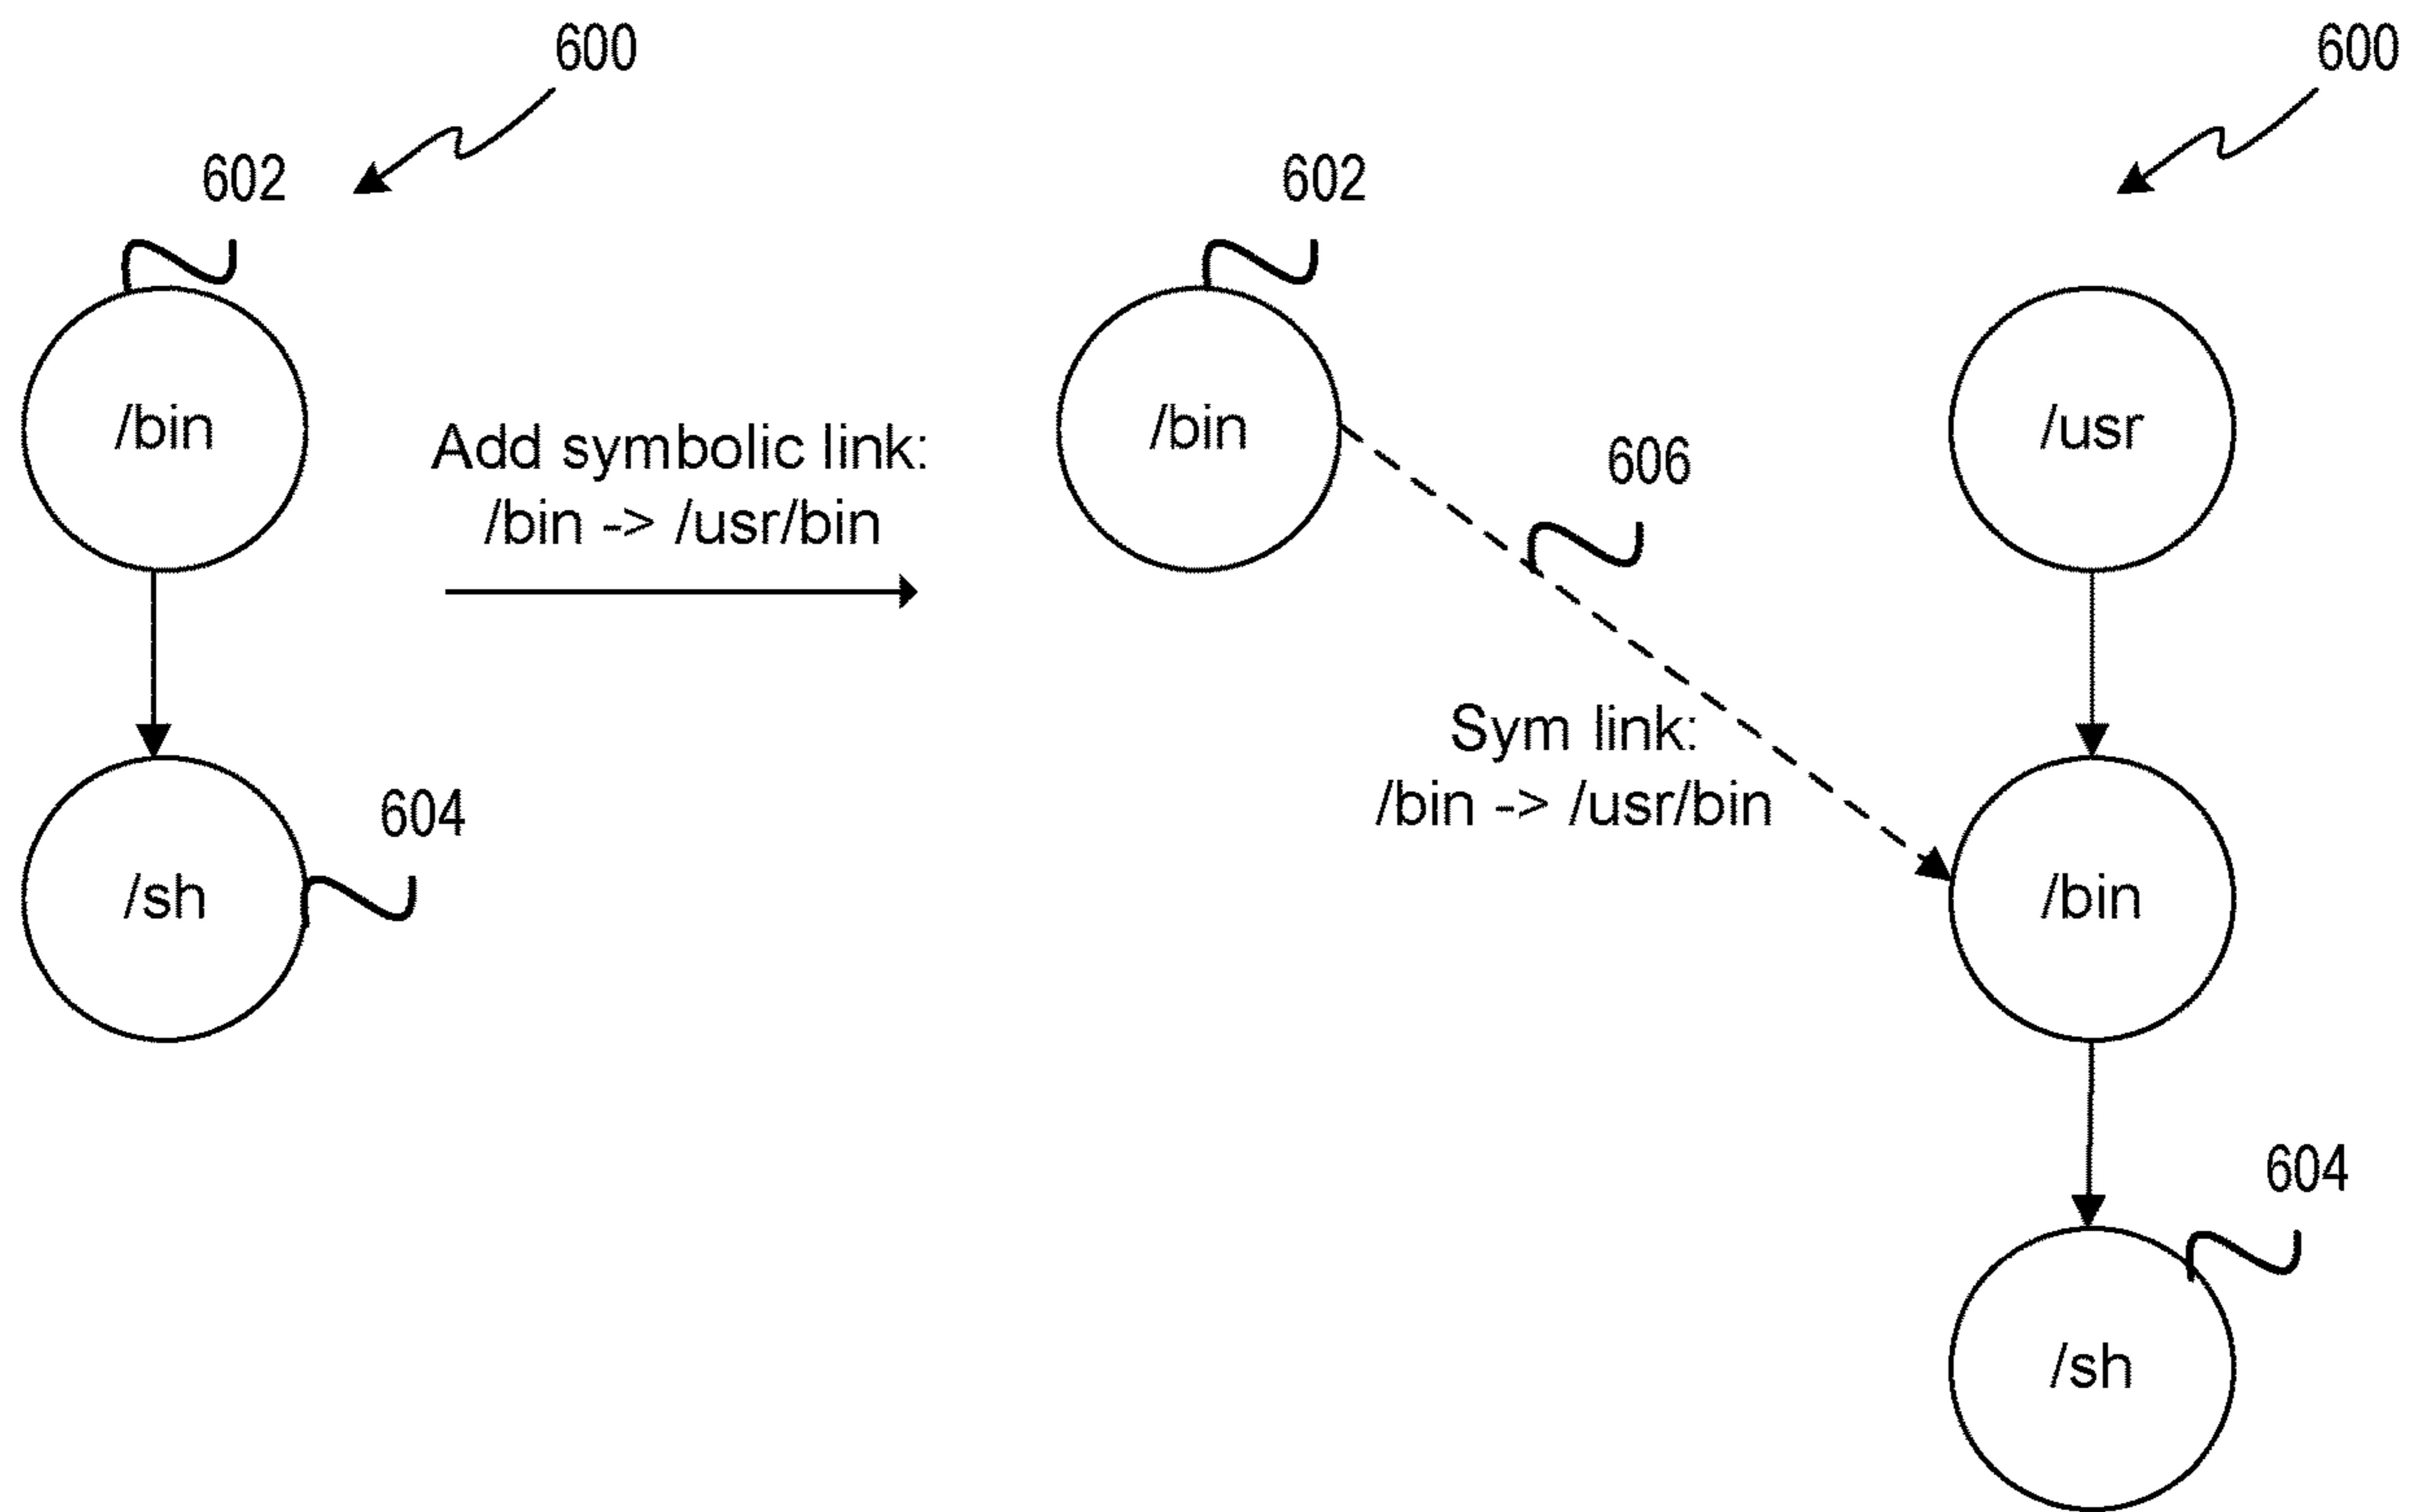 600
600
602
602
/bin
Add symbolic link:
/bin -> /usr/bin
/bin
606
/usr
Sym link:
/bin -> /usr/bin
604
/sh
/bin
604
/sh